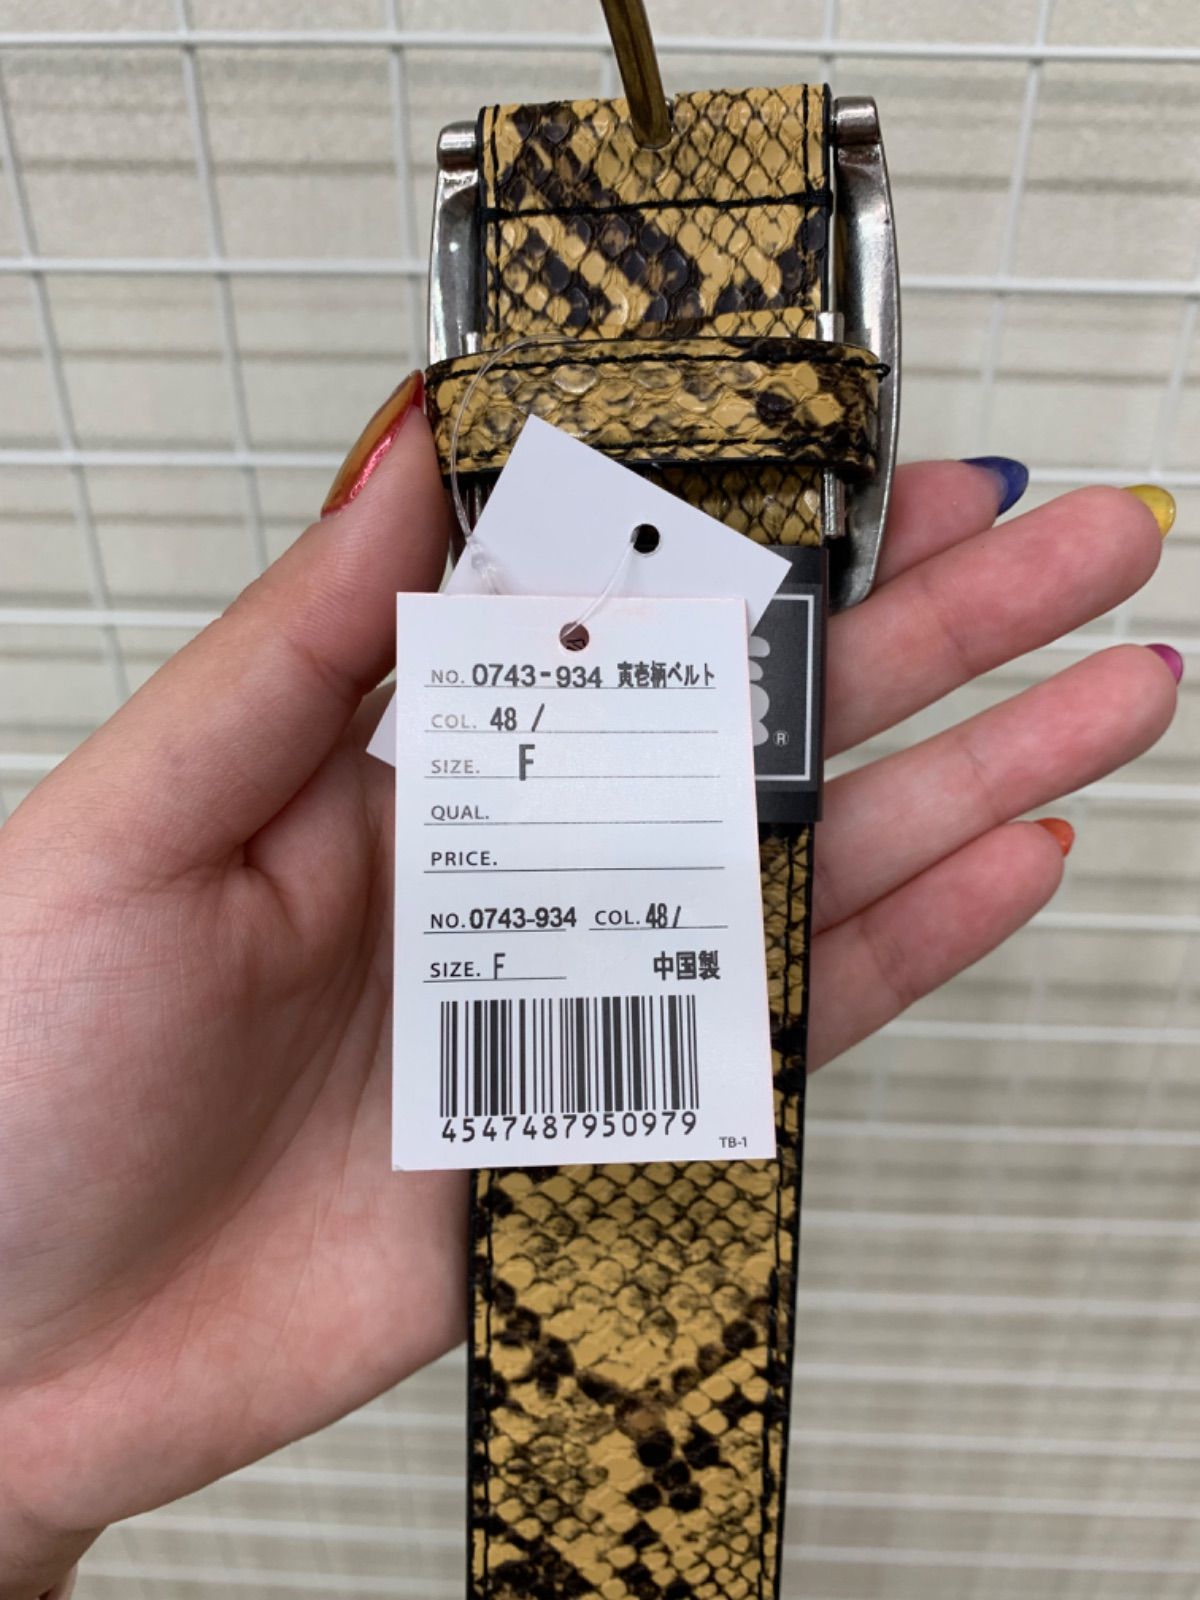 NO. 0743-934 寅壱柄ベルト
COL. 48 /
SIZE. F
QUAL.
PRICE.
NO. 0743-934 COL. 48 /
SIZE. F 中国製
4547487950979
TB-1
®